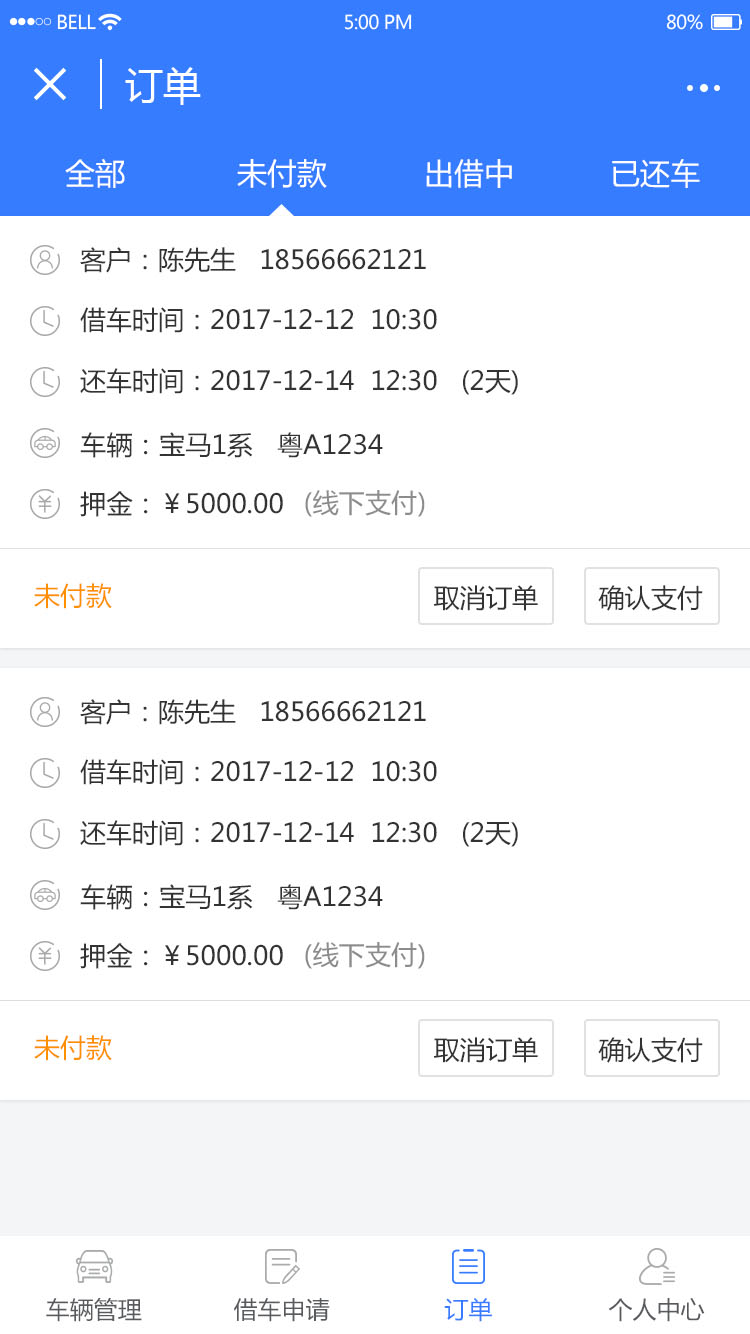 BELL 5:00 PM 80%
订单
全部 未付款 出借中 已还车
客户：陈先生 18566662121
借车时间：2017-12-12 10:30
还车时间：2017-12-14 12:30 (2天)
车辆：宝马1系 粤A1234
押金：￥5000.00 (线下支付)
未付款 取消订单 确认支付
客户：陈先生 18566662121
借车时间：2017-12-12 10:30
还车时间：2017-12-14 12:30 (2天)
车辆：宝马1系 粤A1234
押金：￥5000.00 (线下支付)
未付款 取消订单 确认支付
车辆管理 借车申请 订单 个人中心